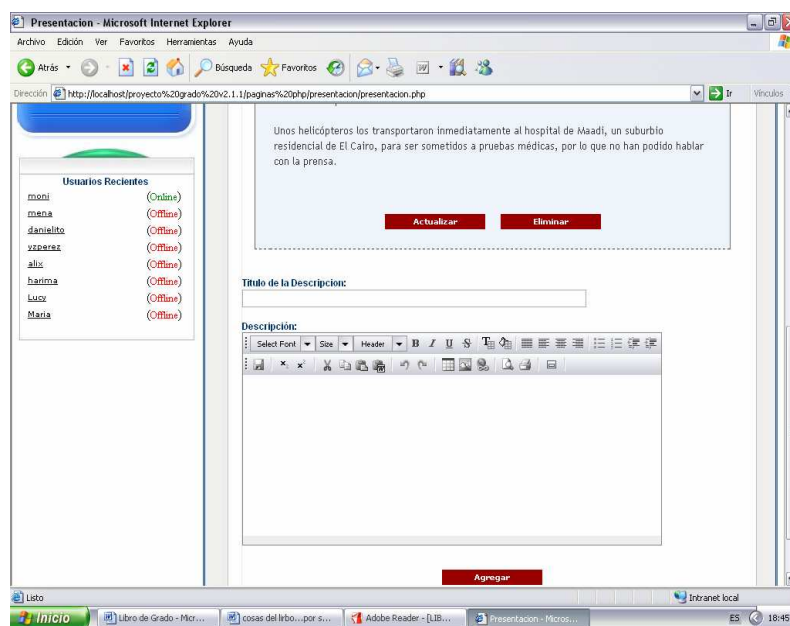 Presentacion - Microsoft Internet Explorer
Archivo Edición Ver Favoritos Herramientas Ayuda
Atrás Búsqueda Favoritos
Dirección http://localhost/proyecto%20grado%20v2.1.1/paginas%20php/presentacion/presentacion.php Ir Vínculos
Unos helicópteros los transportaron inmediatamente al hospital de Maadi, un suburbio
residencial de El Cairo, para ser sometidos a pruebas médicas, por lo que no han podido hablar
con la prensa.
Actualizar Eliminar
Usuarios Recientes
moni (Online)
mena (Offline)
danielito (Offline)
yzperez (Offline)
alix (Offline)
harima (Offline)
Lucy (Offline)
Maria (Offline)
Titulo de la Descripcion:
Descripción:
Select Font Size Header B I U S
Agregar
Listo Intranet local
Inicio Libro de Grado - Micr... cosas del lirbo...por s... Adobe Reader - [LIB... Presentacion - Micros... ES 18:45